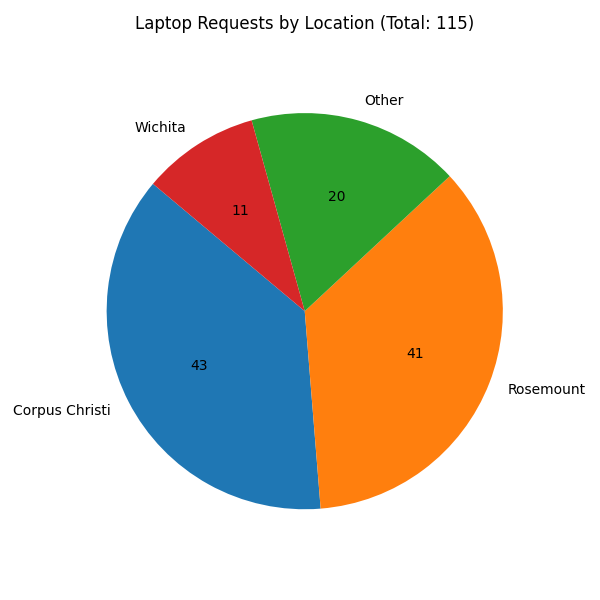 Laptop Requests by Location (Total: 115)
Other
Wichita
20
11
41
43
Rosemount
Corpus Christi